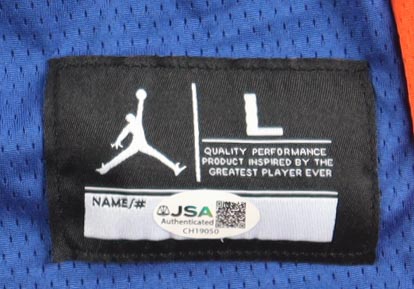 L
QUALITY PERFORMANCE
PRODUCT INSPIRED BY THE
GREATEST PLAYER EVER
NAME/#
JSA
Authenticated
CH19050